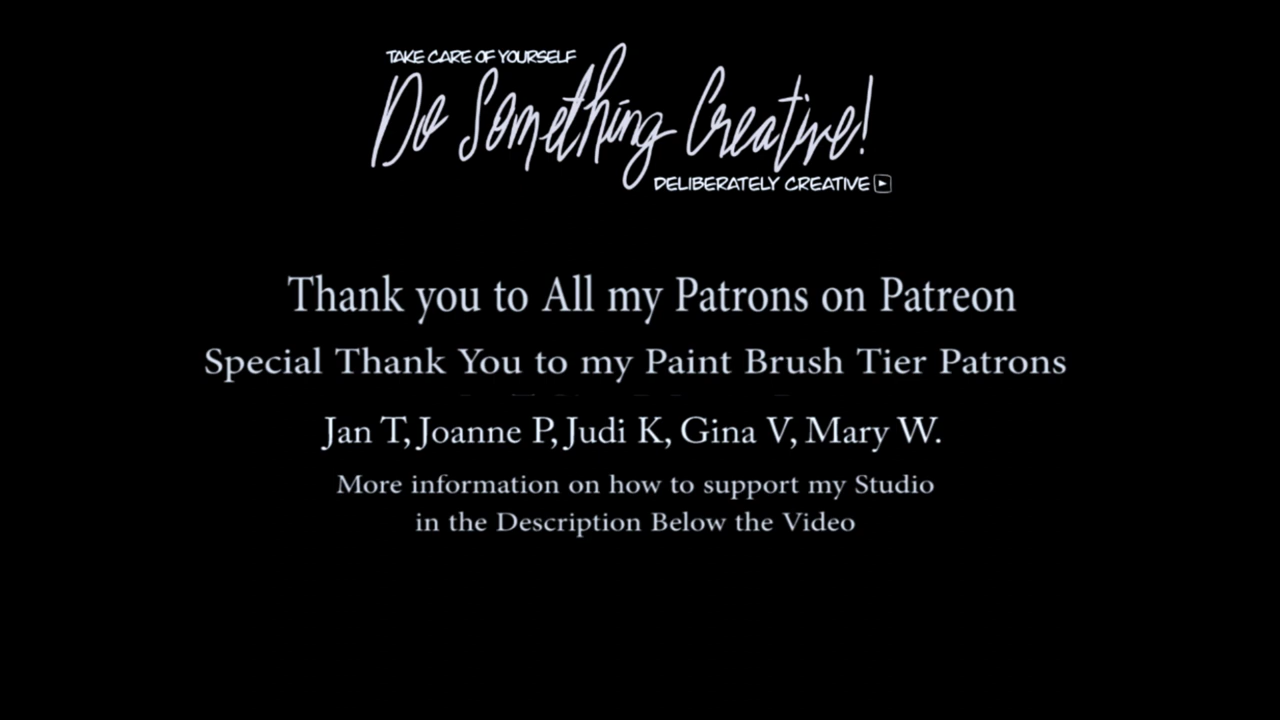 TAKE CARE OF YOURSELF
Do Something Creative!
DELIBERATELY CREATIVE
Thank you to All my Patrons on Patreon
Special Thank You to my Paint Brush Tier Patrons
Jan T, Joanne P, Judi K, Gina V, Mary W.
More information on how to support my Studio
in the Description Below the Video